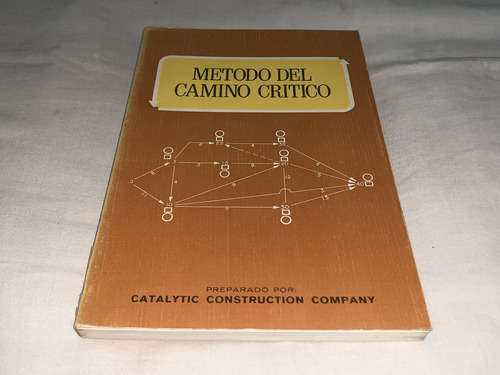 METODO DEL
CAMINO CRITICO
PREPARADO POR:
CATALYTIC CONSTRUCTION COMPANY